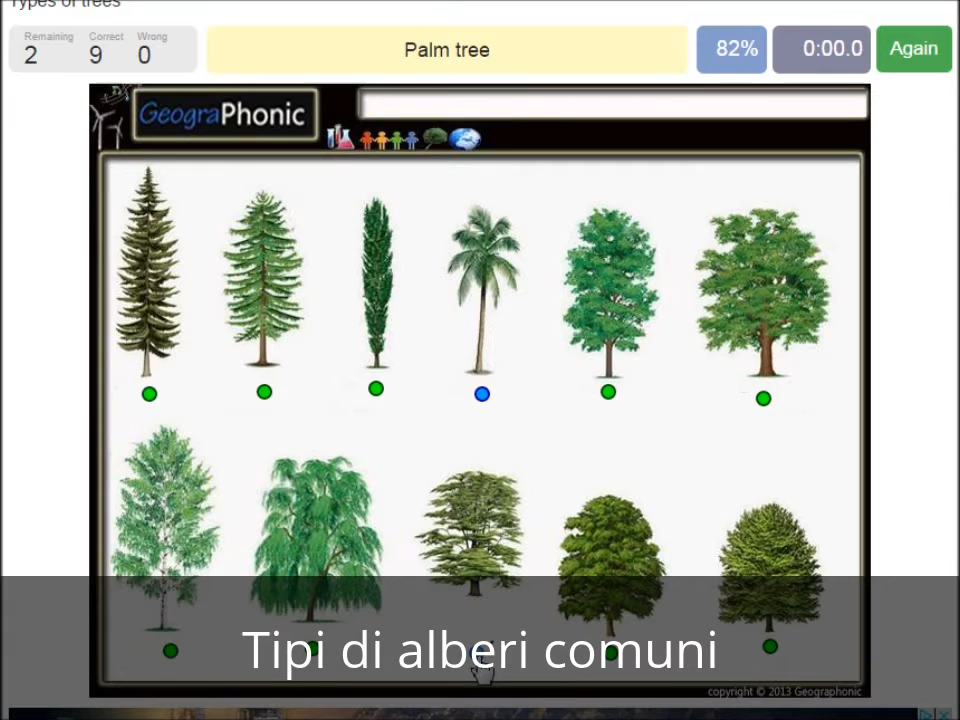 Types of trees
Remaining Correct Wrong
2 9 0
Palm tree
82%
0:00.0
Again
GeograPhonic
Tipi di alberi comuni
copyright © 2013 Geographonic